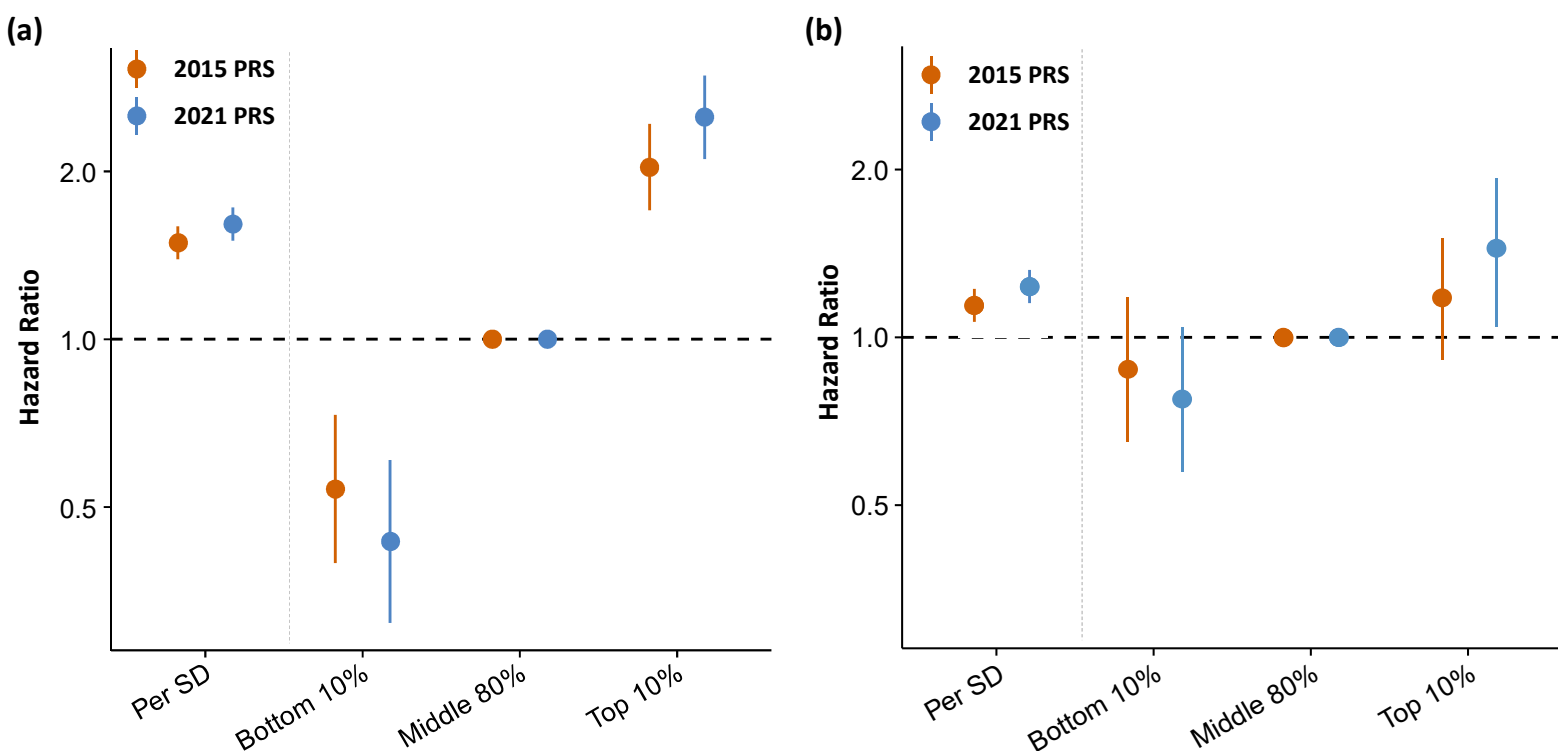 (a)
2015 PRS
2021 PRS
Hazard Ratio
2.0
1.0
0.5
Per SD
Bottom 10%
Middle 80%
Top 10%
(b)
2015 PRS
2021 PRS
Hazard Ratio
2.0
1.0
0.5
Per SD
Bottom 10%
Middle 80%
Top 10%